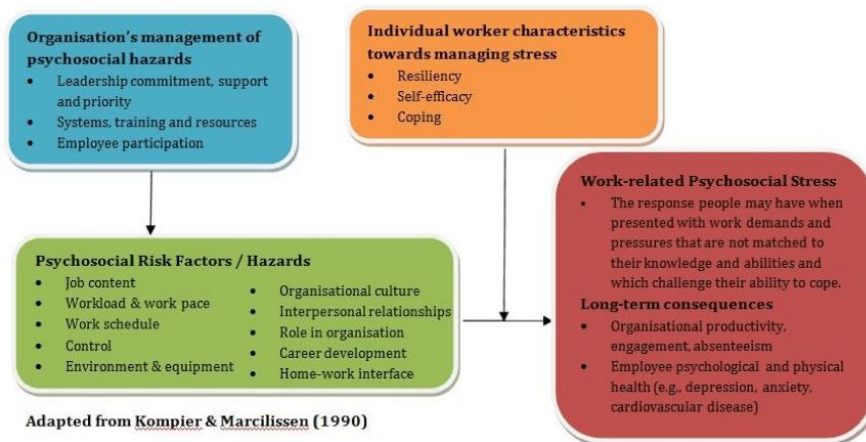 Organisation's management of
psychosocial hazards
• Leadership commitment, support
and priority
• Systems, training and resources
• Employee participation
Individual worker characteristics
towards managing stress
• Resiliency
• Self-efficacy
• Coping
Psychosocial Risk Factors / Hazards
• Job content
• Workload & work pace
• Work schedule
• Control
• Environment & equipment
• Organisational culture
• Interpersonal relationships
• Role in organisation
• Career development
• Home-work interface
Work-related Psychosocial Stress
• The response people may have when
presented with work demands and
pressures that are not matched to
their knowledge and abilities and
which challenge their ability to cope.
Long-term consequences
• Organisational productivity,
engagement, absenteeism
• Employee psychological and physical
health (e.g., depression, anxiety,
cardiovascular disease)
Adapted from Kompier & Marcilissen (1990)